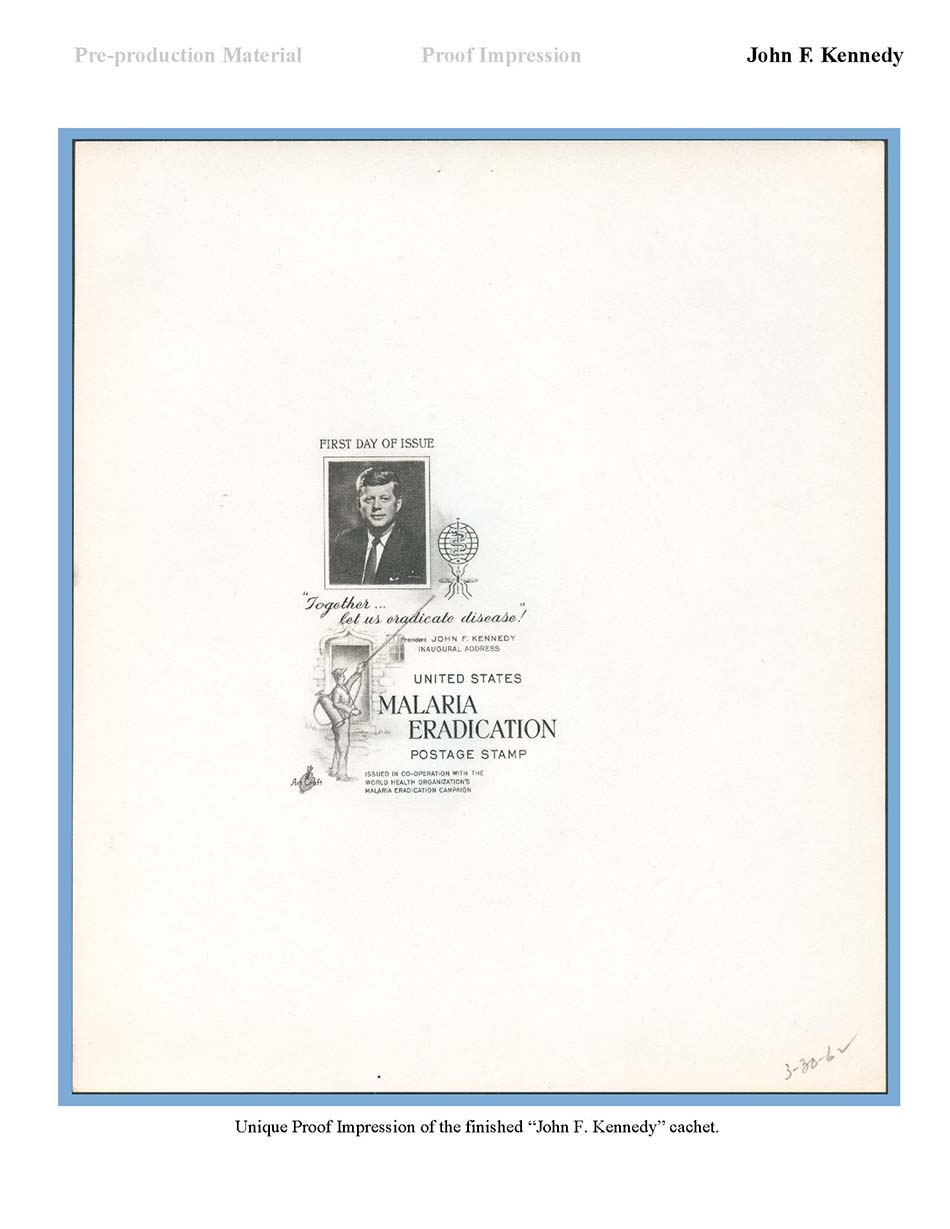 Pre-production Material Proof Impression John F. Kennedy
FIRST DAY OF ISSUE
"Together...
let us eradicate disease"!
President JOHN F. KENNEDY
INAUGURAL ADDRESS
UNITED STATES
MALARIA
ERADICATION
POSTAGE STAMP
ISSUED IN CO-OPERATION WITH THE
WORLD HEALTH ORGANIZATION'S
MALARIA ERADICATION CAMPAIGN
Art Craft
3-30-62
Unique Proof Impression of the finished “John F. Kennedy” cachet.